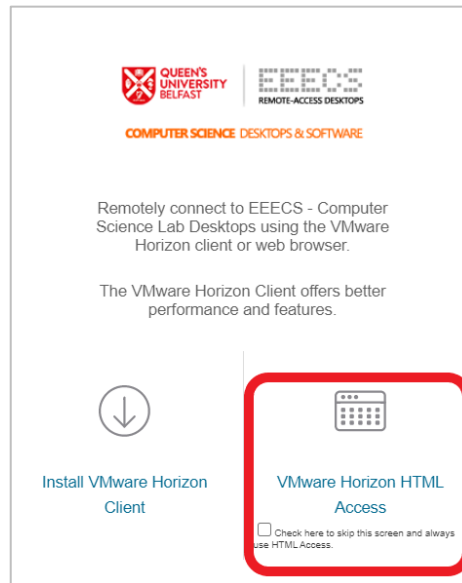 QUEEN'S
UNIVERSITY
BELFAST
EEECS
REMOTE-ACCESS DESKTOPS
COMPUTER SCIENCE DESKTOPS & SOFTWARE
Remotely connect to EEECS - Computer
Science Lab Desktops using the VMware
Horizon client or web browser.
The VMware Horizon Client offers better
performance and features.
Install VMware Horizon
Client
VMware Horizon HTML
Access
Check here to skip this screen and always
use HTML Access.